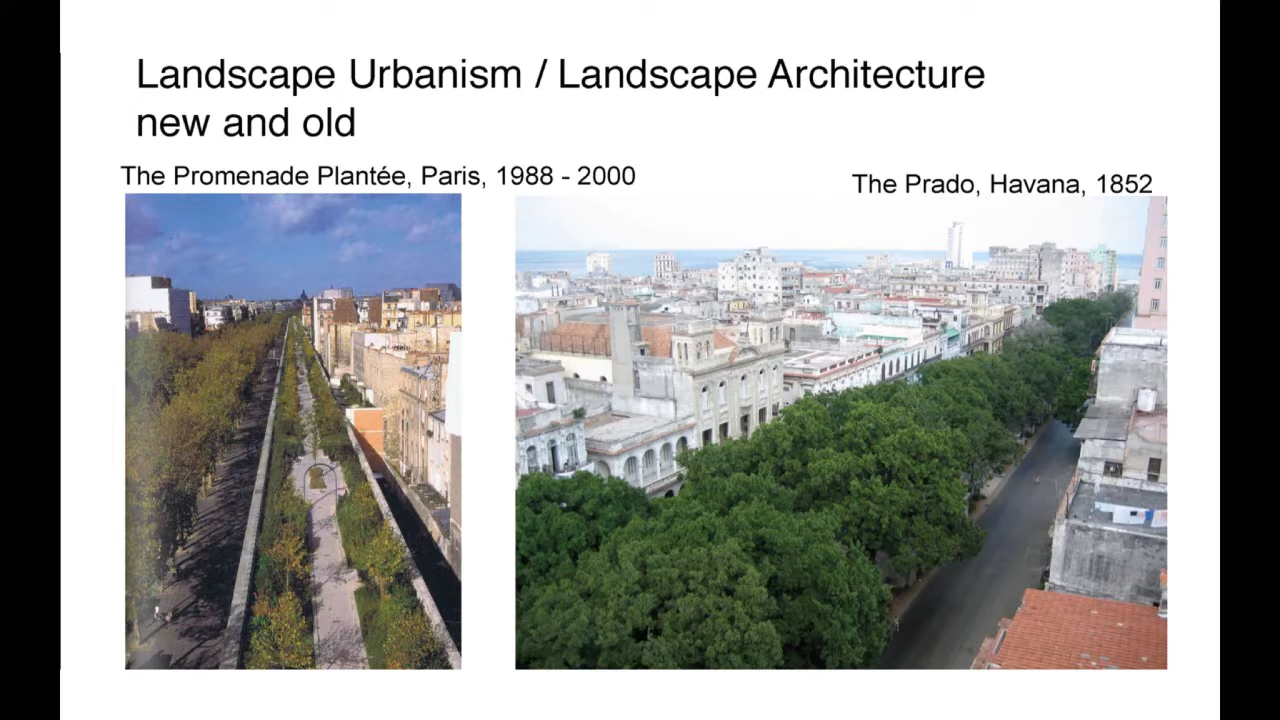 Landscape Urbanism / Landscape Architecture
new and old
The Promenade Plantée, Paris, 1988 - 2000
The Prado, Havana, 1852